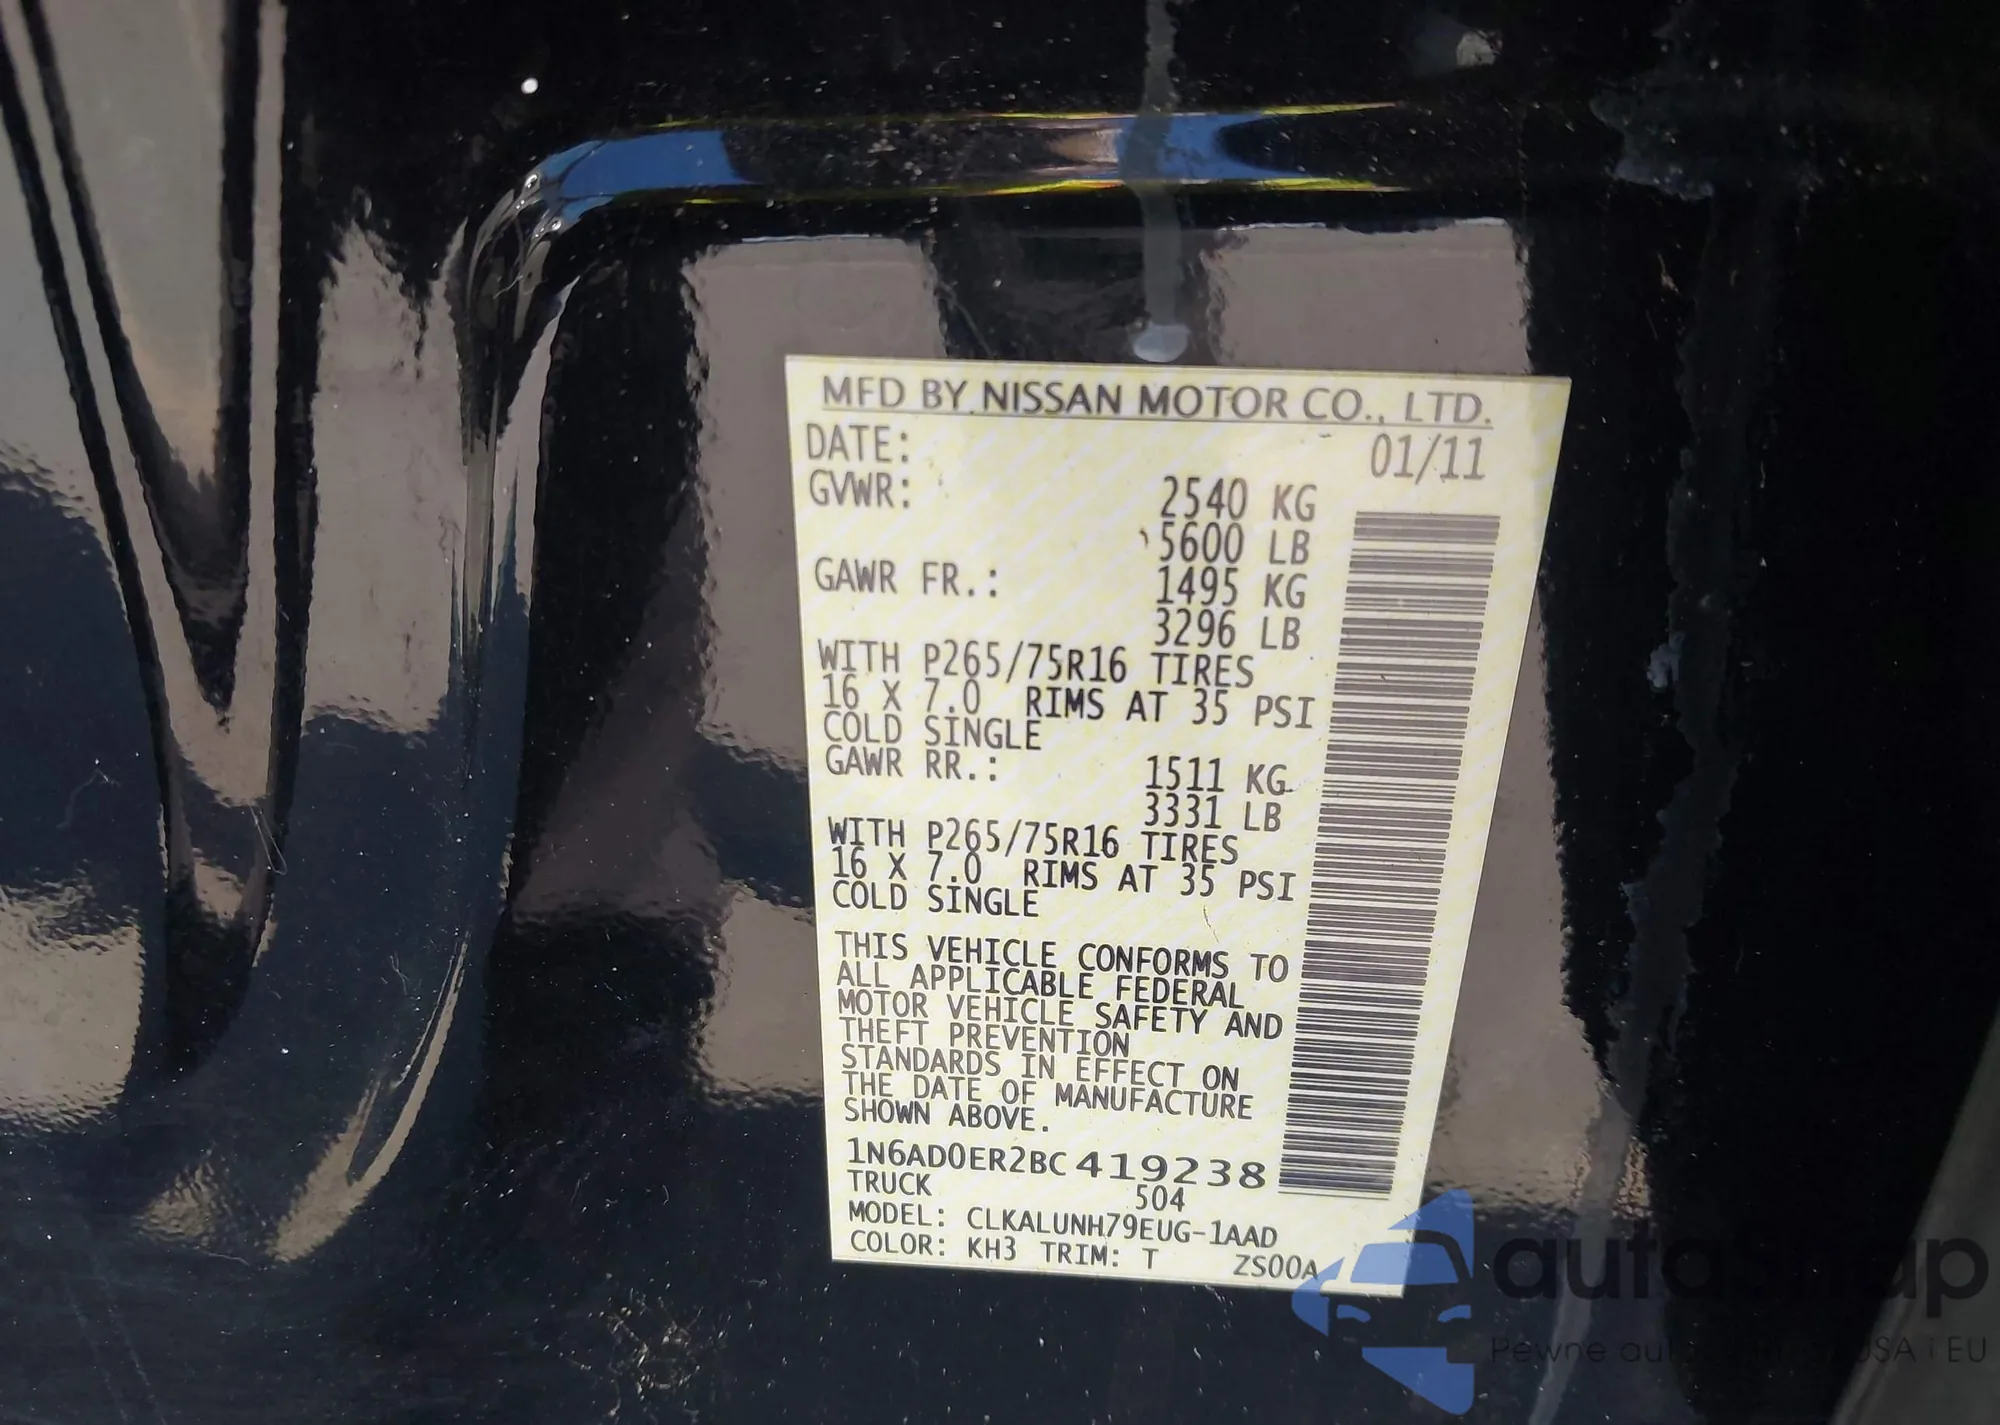 MFD BY NISSAN MOTOR CO., LTD.
DATE: 01/11
GVWR: 2540 KG
5600 LB
GAWR FR.: 1495 KG
3296 LB
WITH P265/75R16 TIRES
16 X 7.0 RIMS AT 35 PSI
COLD SINGLE
GAWR RR.: 1511 KG
3331 LB
WITH P265/75R16 TIRES
16 X 7.0 RIMS AT 35 PSI
COLD SINGLE
THIS VEHICLE CONFORMS TO
ALL APPLICABLE FEDERAL
MOTOR VEHICLE SAFETY AND
THEFT PREVENTION
STANDARDS IN EFFECT ON
THE DATE OF MANUFACTURE
SHOWN ABOVE.
1N6AD0ER2BC419238
TRUCK 504
MODEL: CLKALUNH79EUG-1AAD
COLOR: KH3 TRIM: T ZS00A
Pewne USA i EU